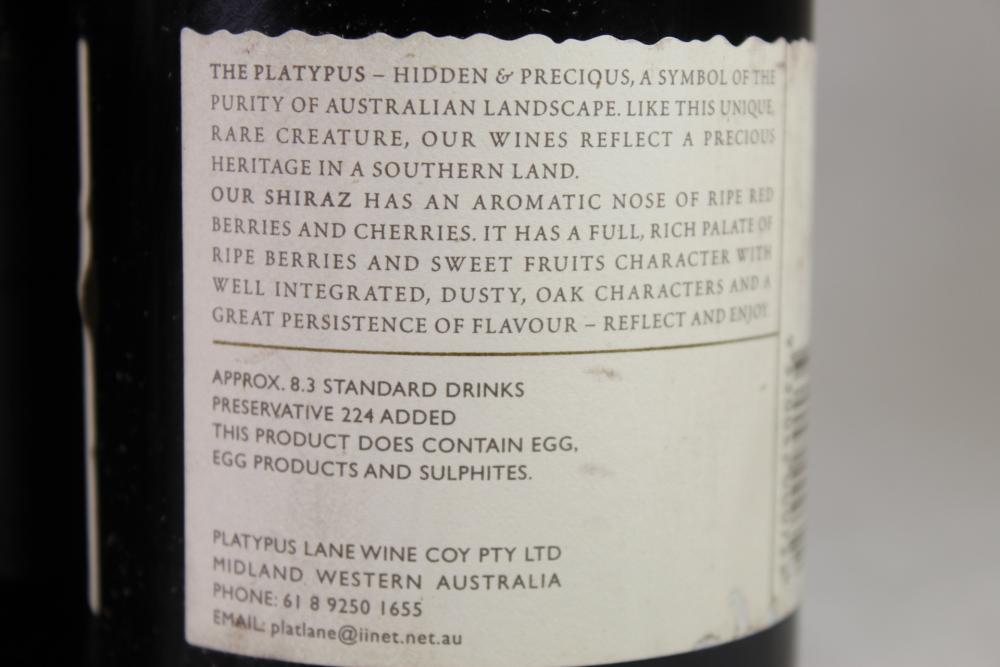 THE PLATYPUS – HIDDEN & PRECIOUS, A SYMBOL OF THE
PURITY OF AUSTRALIAN LANDSCAPE. LIKE THIS UNIQUE,
RARE CREATURE, OUR WINES REFLECT A PRECIOUS
HERITAGE IN A SOUTHERN LAND.
OUR SHIRAZ HAS AN AROMATIC NOSE OF RIPE RED
BERRIES AND CHERRIES. IT HAS A FULL, RICH PALATE OF
RIPE BERRIES AND SWEET FRUITS CHARACTER WITH
WELL INTEGRATED, DUSTY, OAK CHARACTERS AND A
GREAT PERSISTENCE OF FLAVOUR – REFLECT AND ENJOY.
APPROX. 8.3 STANDARD DRINKS
PRESERVATIVE 224 ADDED
THIS PRODUCT DOES CONTAIN EGG,
EGG PRODUCTS AND SULPHITES.
PLATYPUS LANE WINE COY PTY LTD
MIDLAND WESTERN AUSTRALIA
PHONE: 61 8 9250 1655
EMAIL: platlane@iinet.net.au